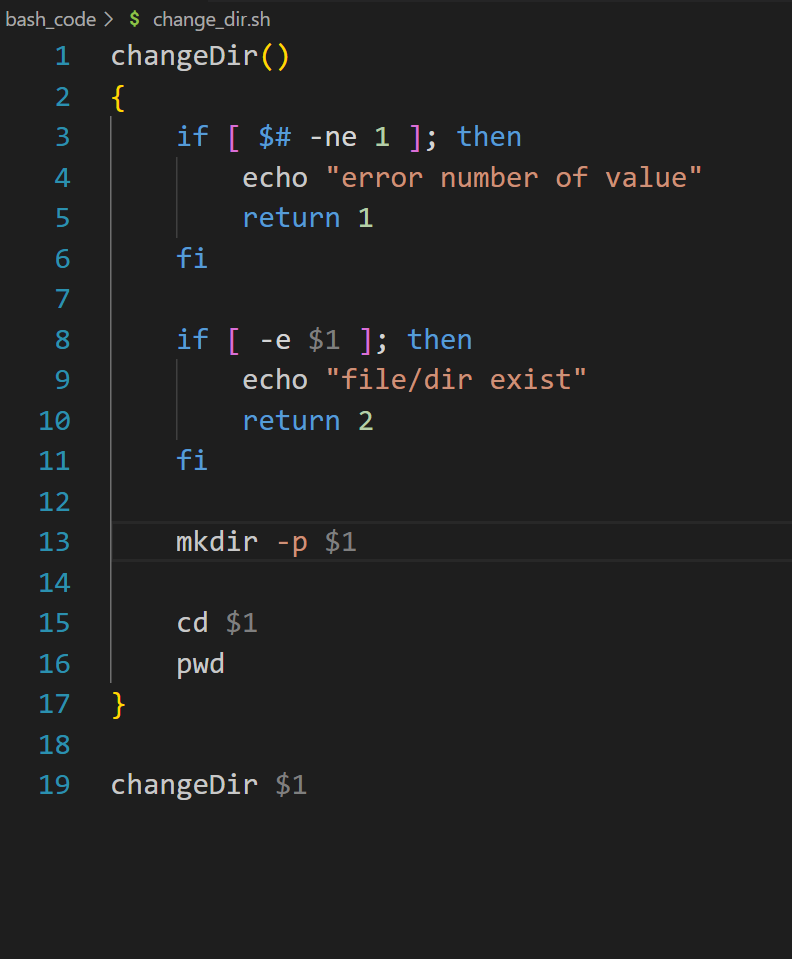 bash_code > $ change_dir.sh
1 changeDir()
2 {
3     if [ $# -ne 1 ]; then
4         echo "error number of value"
5         return 1
6     fi
7
8     if [ -e $1 ]; then
9         echo "file/dir exist"
10         return 2
11     fi
12
13     mkdir -p $1
14
15     cd $1
16     pwd
17 }
18
19 changeDir $1